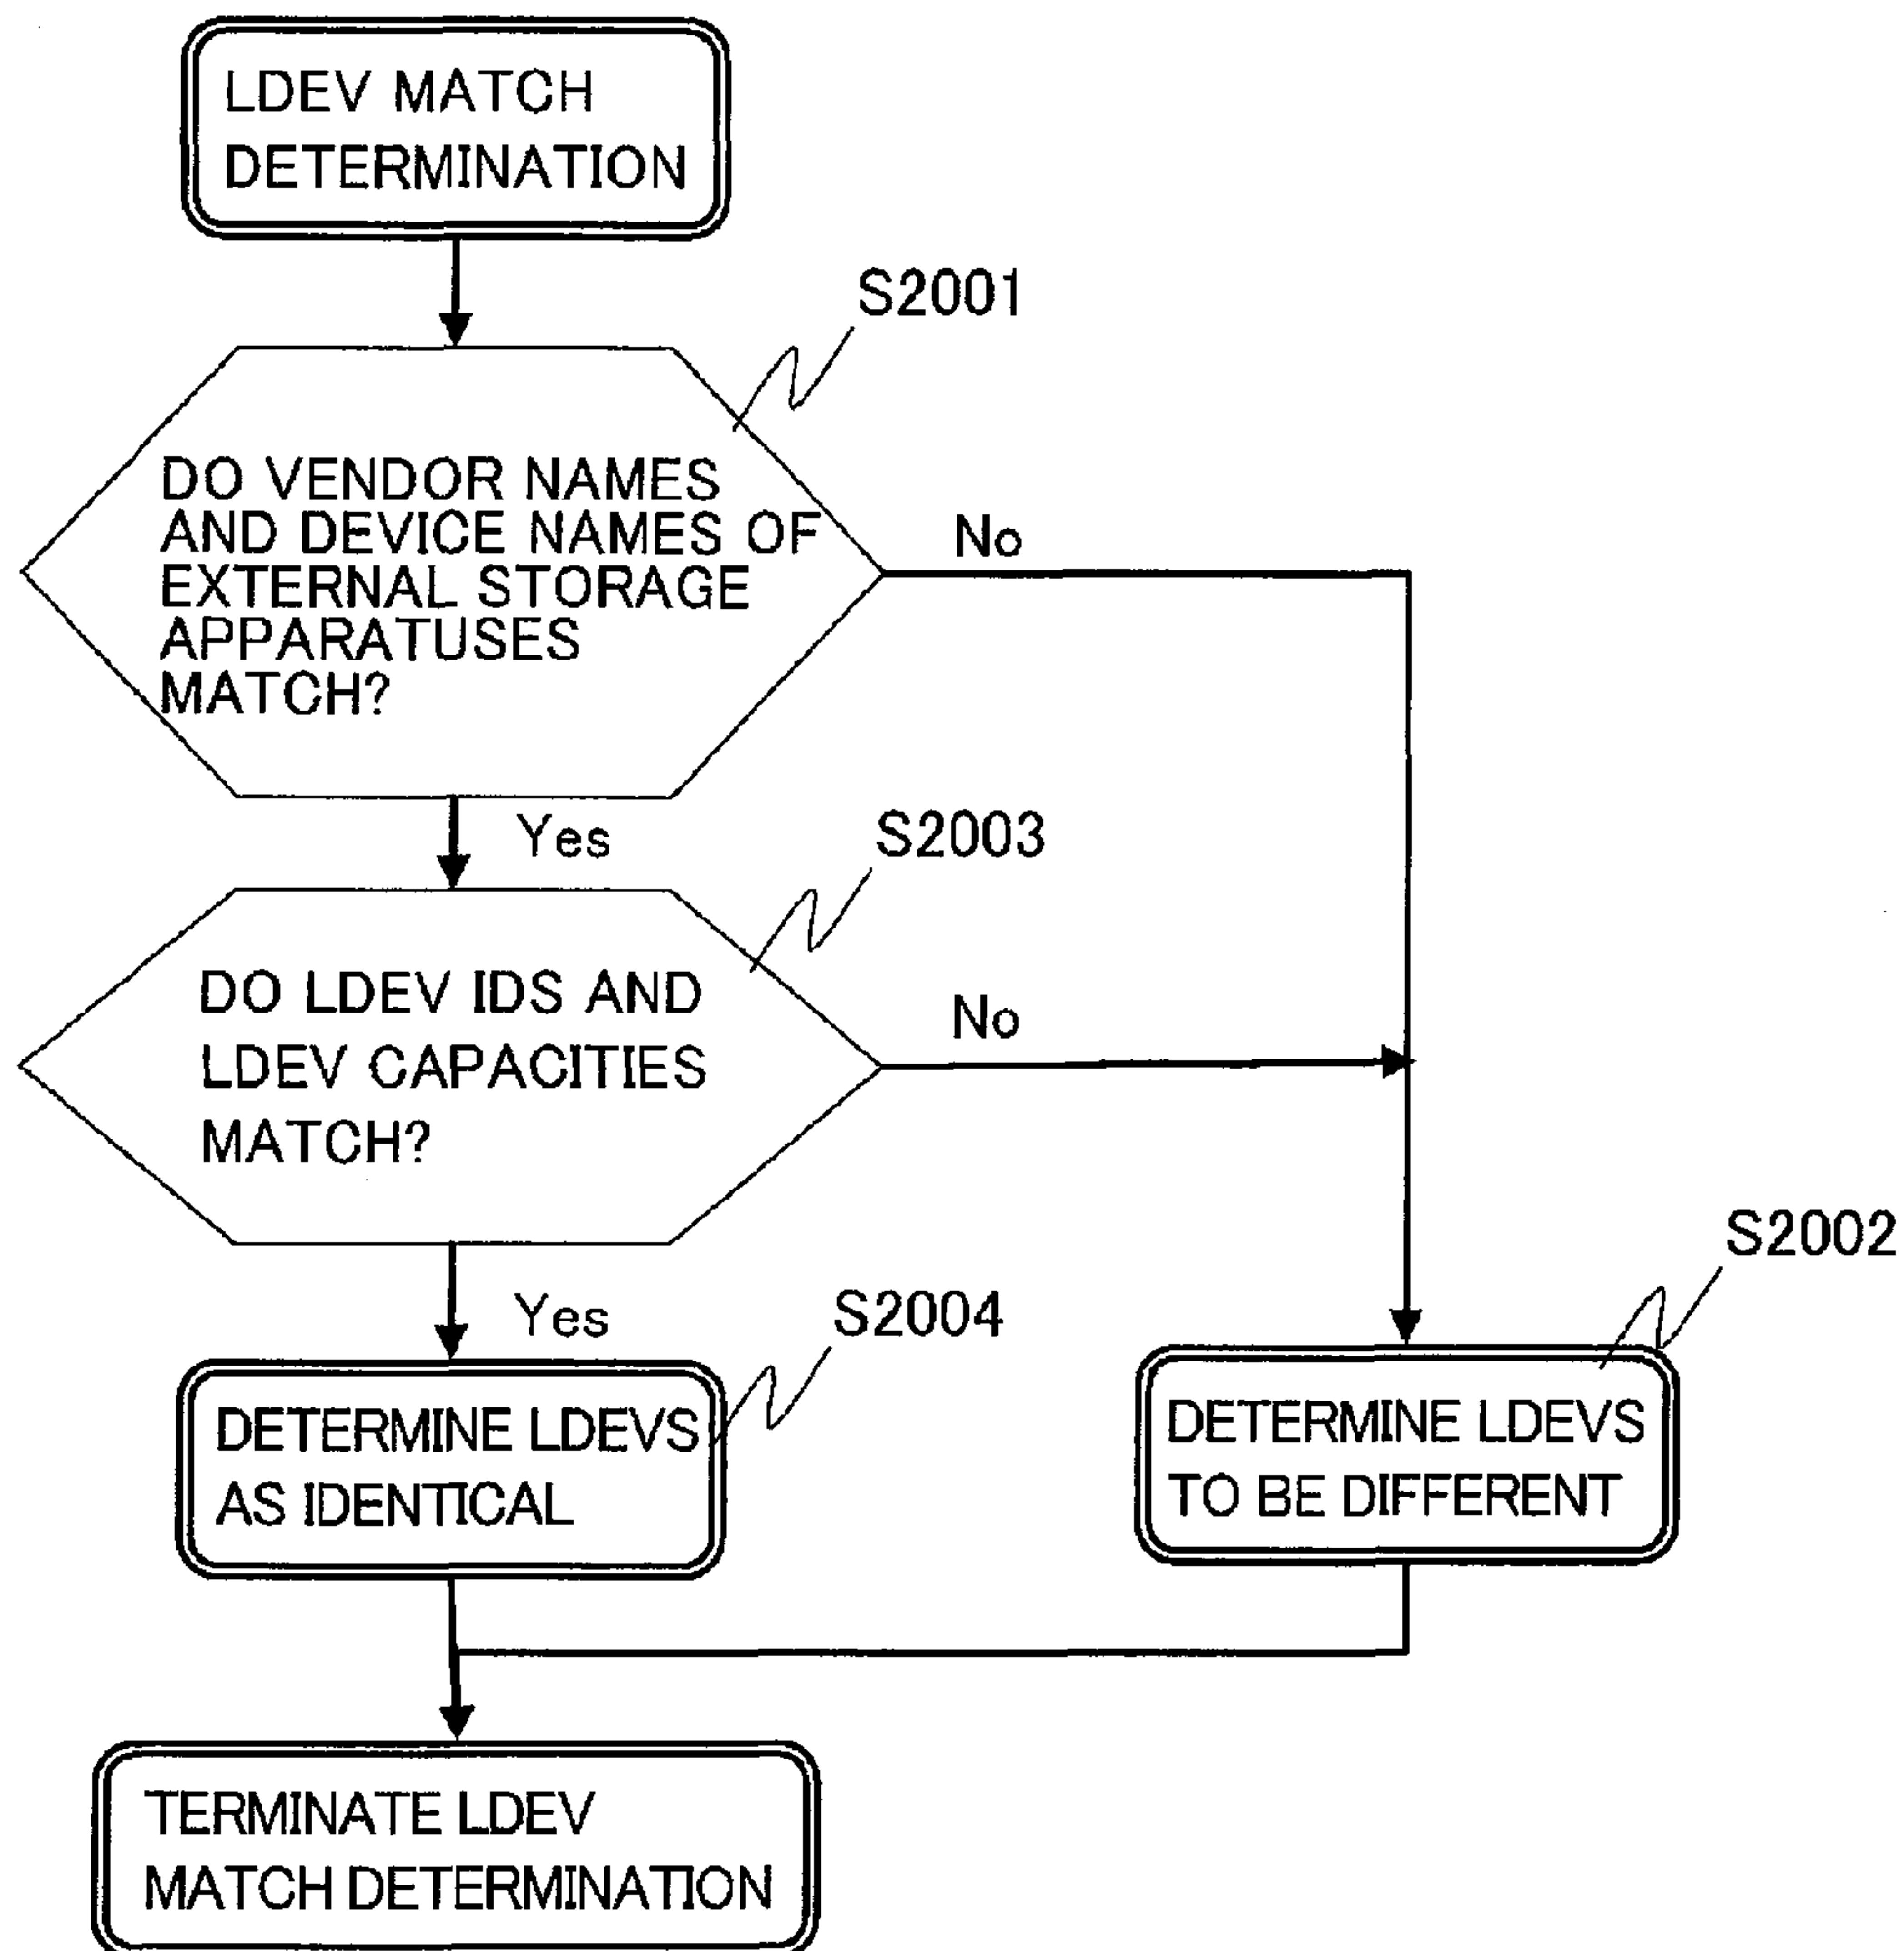 LDEV MATCH
DETERMINATION
S2001
DO VENDOR NAMES
AND DEVICE NAMES OF
EXTERNAL STORAGE
APPARATUSES
MATCH?
No
Yes
S2003
DO LDEV IDS AND
LDEV CAPACITIES
MATCH?
No
Yes
S2004
S2002
DETERMINE LDEVS
AS IDENTICAL
DETERMINE LDEVS
TO BE DIFFERENT
TERMINATE LDEV
MATCH DETERMINATION